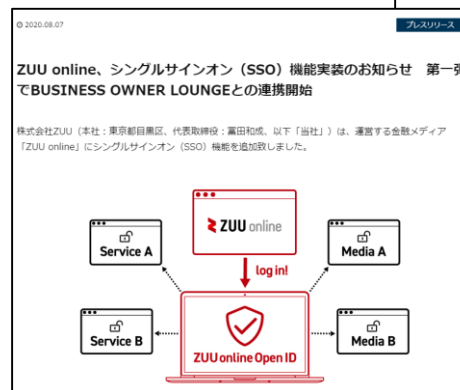 2020.08.07
プレスリリース
ZUU online、シングルサインオン（SSO）機能実装のお知らせ　第一弾
でBUSINESS OWNER LOUNGEとの連携開始
株式会社ZUU（本社：東京都目黒区、代表取締役：冨田和成、以下「当社」）は、運営する金融メディア
「ZUU online」にシングルサインオン（SSO）機能を追加致しました。
ZUU online
Service A
log in!
Media A
Service B
Media B
ZUU online Open ID